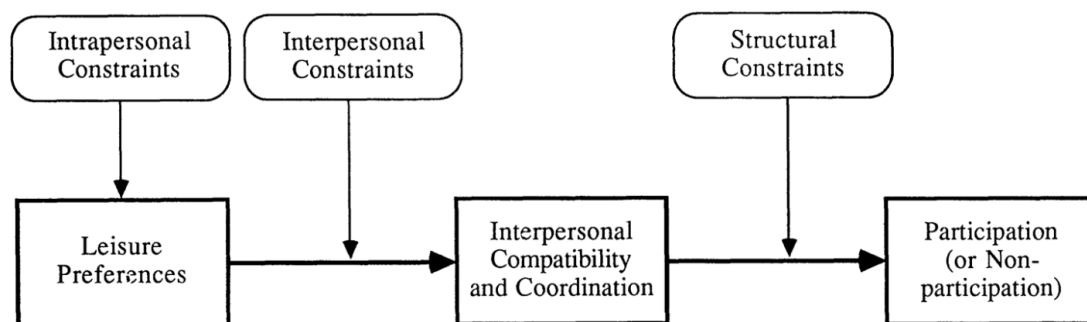 Intrapersonal
Constraints
Interpersonal
Constraints
Structural
Constraints
Leisure
Preferences
Interpersonal
Compatibility
and Coordination
Participation
(or Non-
participation)